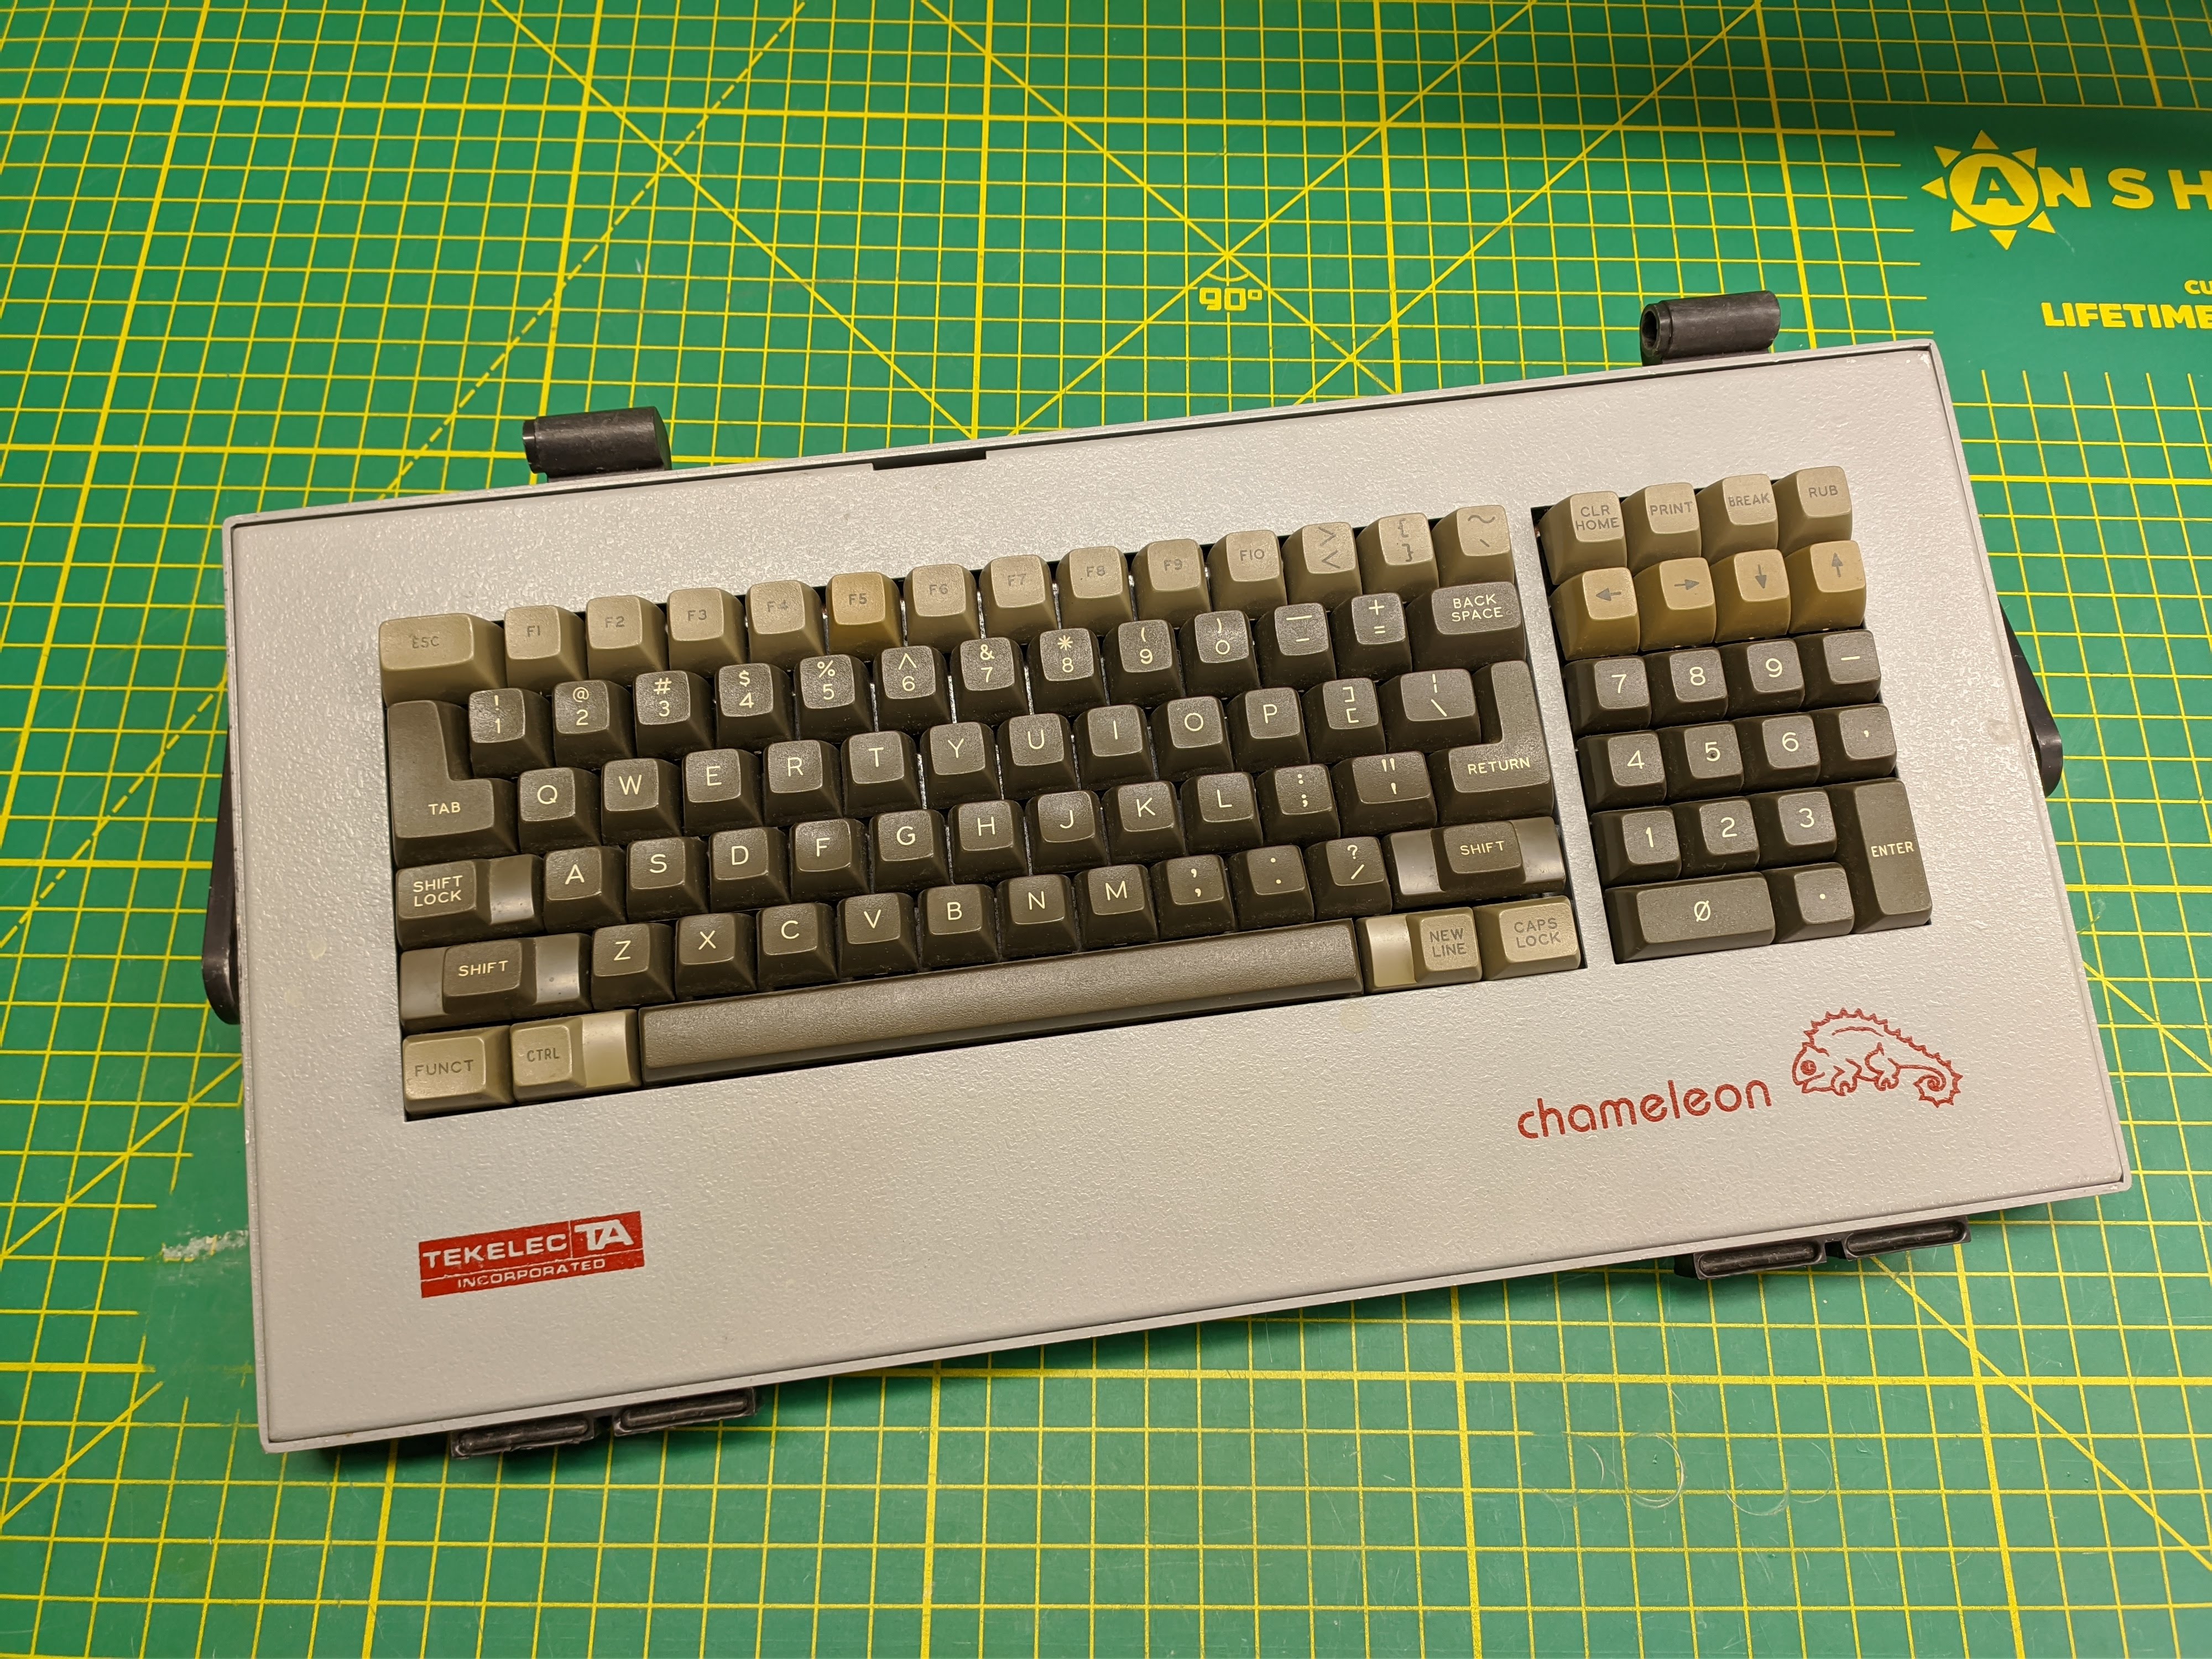 ANSH
CU
LIFETIME
90°
CLR HOME PRINT BREAK RUB
ESC F1 F2 F3 F4 F5 F6 F7 F8 F9 F10 > < { } ~ `
← → ↓ ↑
! 1 @ 2 # 3 $ 4 % 5 ^ 6 & 7 * 8 ( 9 ) 0 — - + = BACK SPACE
7 8 9 —
TAB Q W E R T Y U I O P ] [ ¦ \ RETURN
4 5 6 ,
SHIFT LOCK A S D F G H J K L : ; " '
1 2 3 ENTER
SHIFT Z X C V B N M , . ? / SHIFT
0 .
FUNCT CTRL NEW LINE CAPS LOCK
chameleon
TEKELEC TA
INCORPORATED